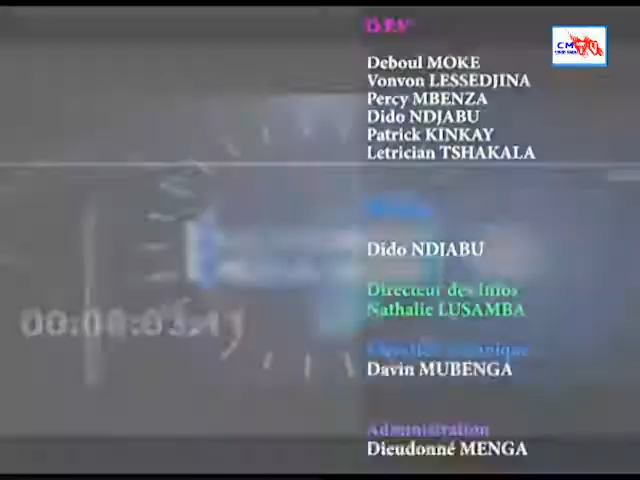 Deboul MOKE
Vonvon LESSEDJINA
Percy MBENZA
Dido NDJABU
Patrick KINKAY
Letrician TSHAKALA
Dido NDJABU
Directeur des Infos
Nathalie LUSAMBA
Davin MUBENGA
Administration
Dieudonné MENGA